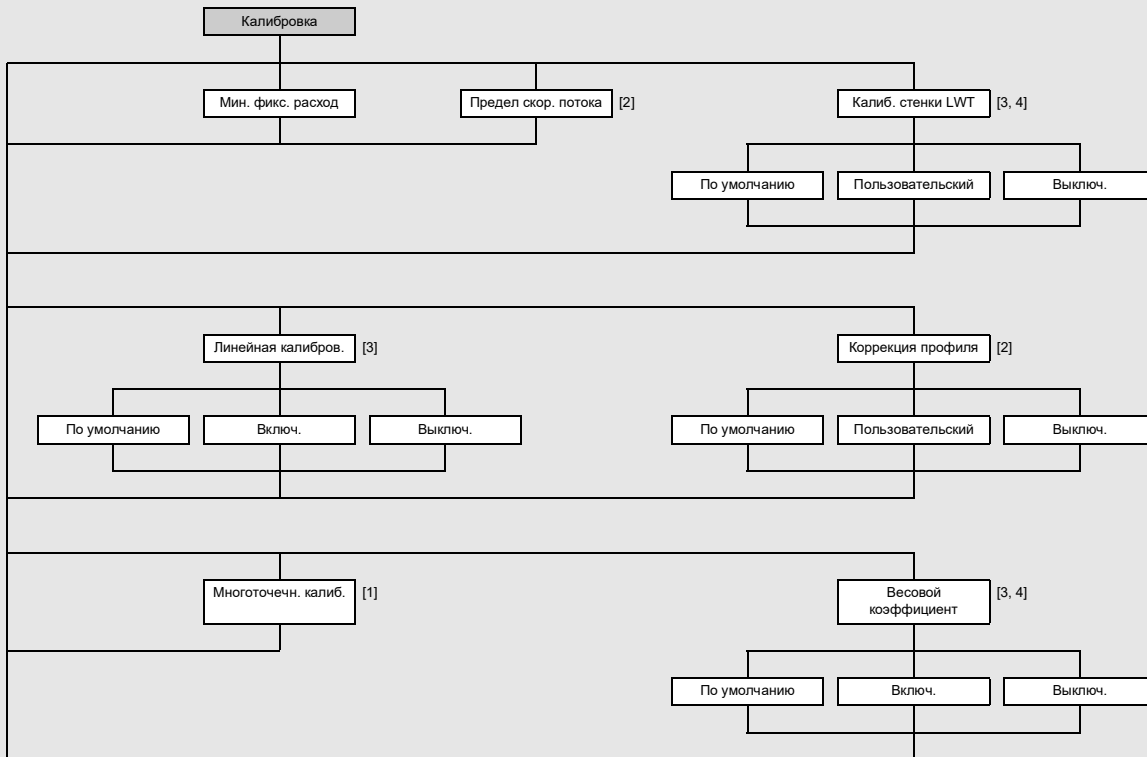 Калибровка
Мин. фикс. расход
Предел скор. потока [2]
Калиб. стенки LWT [3, 4]
По умолчанию
Пользовательский
Выключ.
Линейная калибров. [3]
Коррекция профиля [2]
По умолчанию
Включ.
Выключ.
По умолчанию
Пользовательский
Выключ.
Многоточечн. калиб. [1]
Весовой
коэффициент
[3, 4]
По умолчанию
Включ.
Выключ.